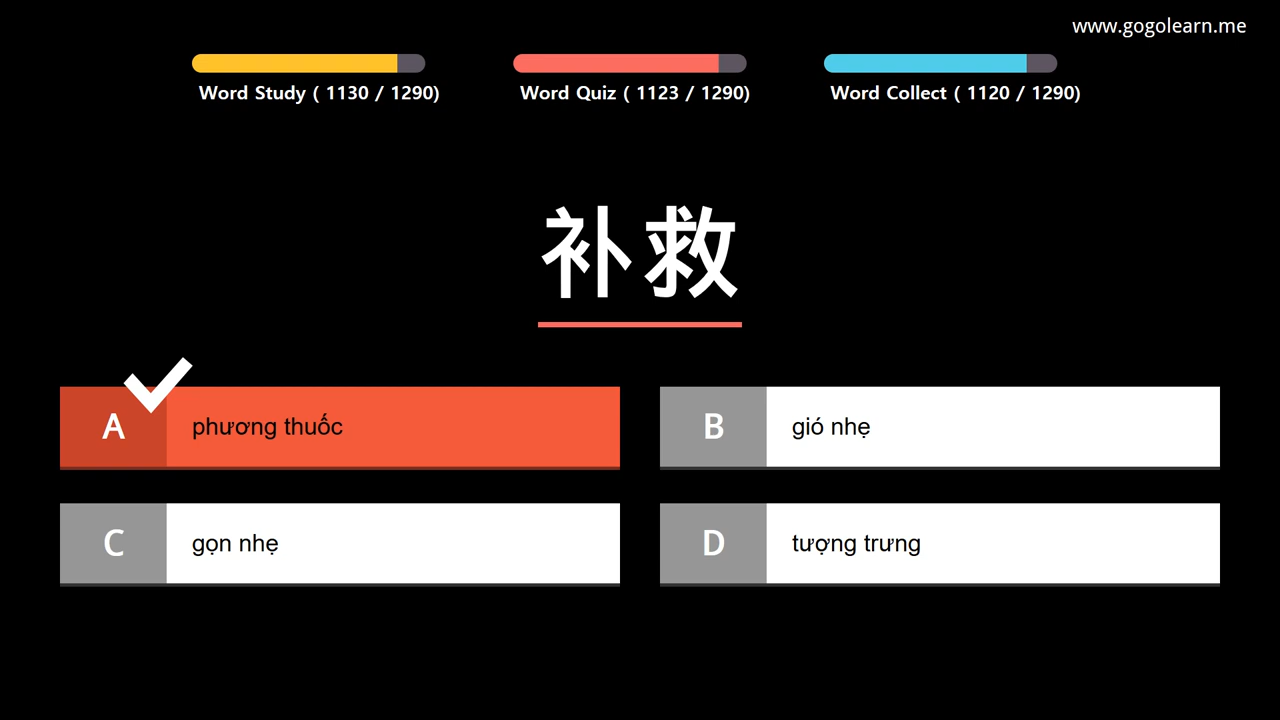 www.gogolearn.me
Word Study ( 1130 / 1290)
Word Quiz ( 1123 / 1290)
Word Collect ( 1120 / 1290)
补救
A phương thuốc
B gió nhẹ
C gọn nhẹ
D tượng trưng